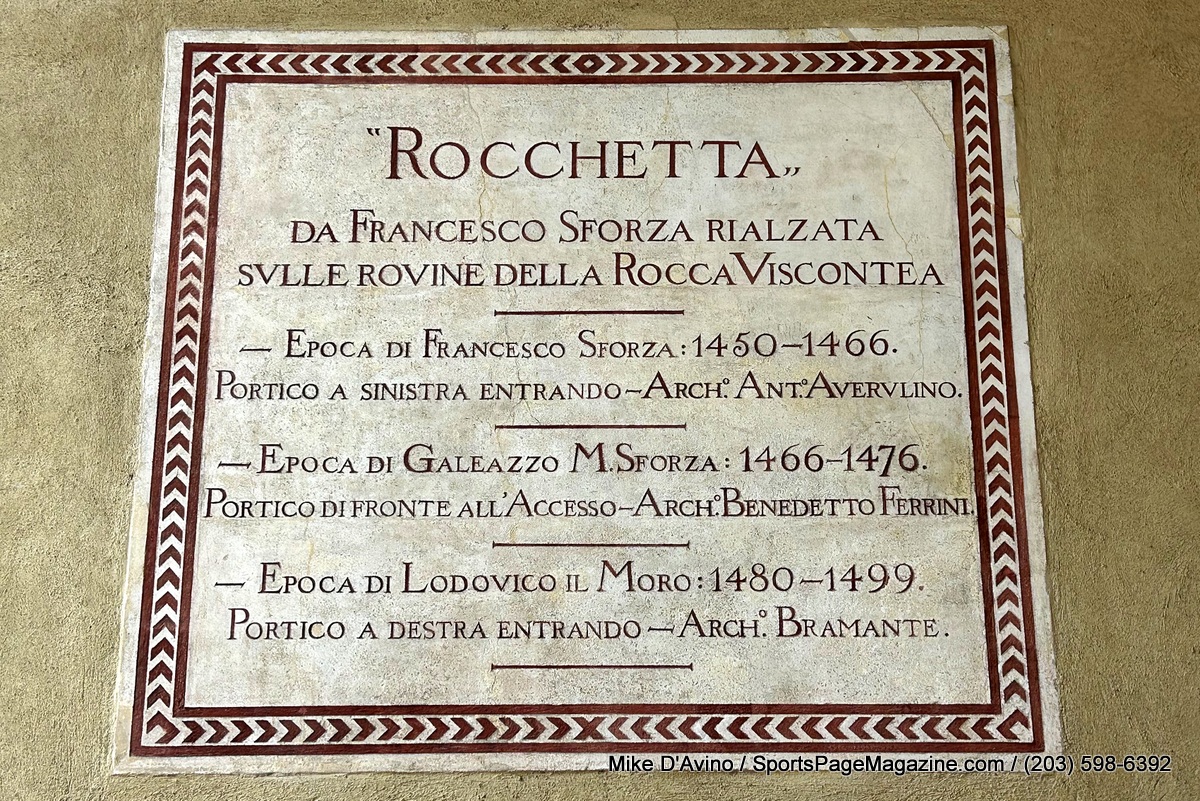 "ROCCHETTA„
DA FRANCESCO SFORZA RIALZATA
SVLLE ROVINE DELLA ROCCA VISCONTEA
— EPOCA DI FRANCESCO SFORZA: 1450–1466.
PORTICO A SINISTRA ENTRANDO – ARCH.º ANT.º AVERVLINO.
— EPOCA DI GALEAZZO M. SFORZA: 1466–1476.
PORTICO DI FRONTE ALL'ACCESSO – ARCH.º BENEDETTO FERRINI.
— EPOCA DI LODOVICO IL MORO: 1480–1499.
PORTICO A DESTRA ENTRANDO — ARCH.º BRAMANTE.
Mike D'Avino / SportsPageMagazine.com / (203) 598-6392